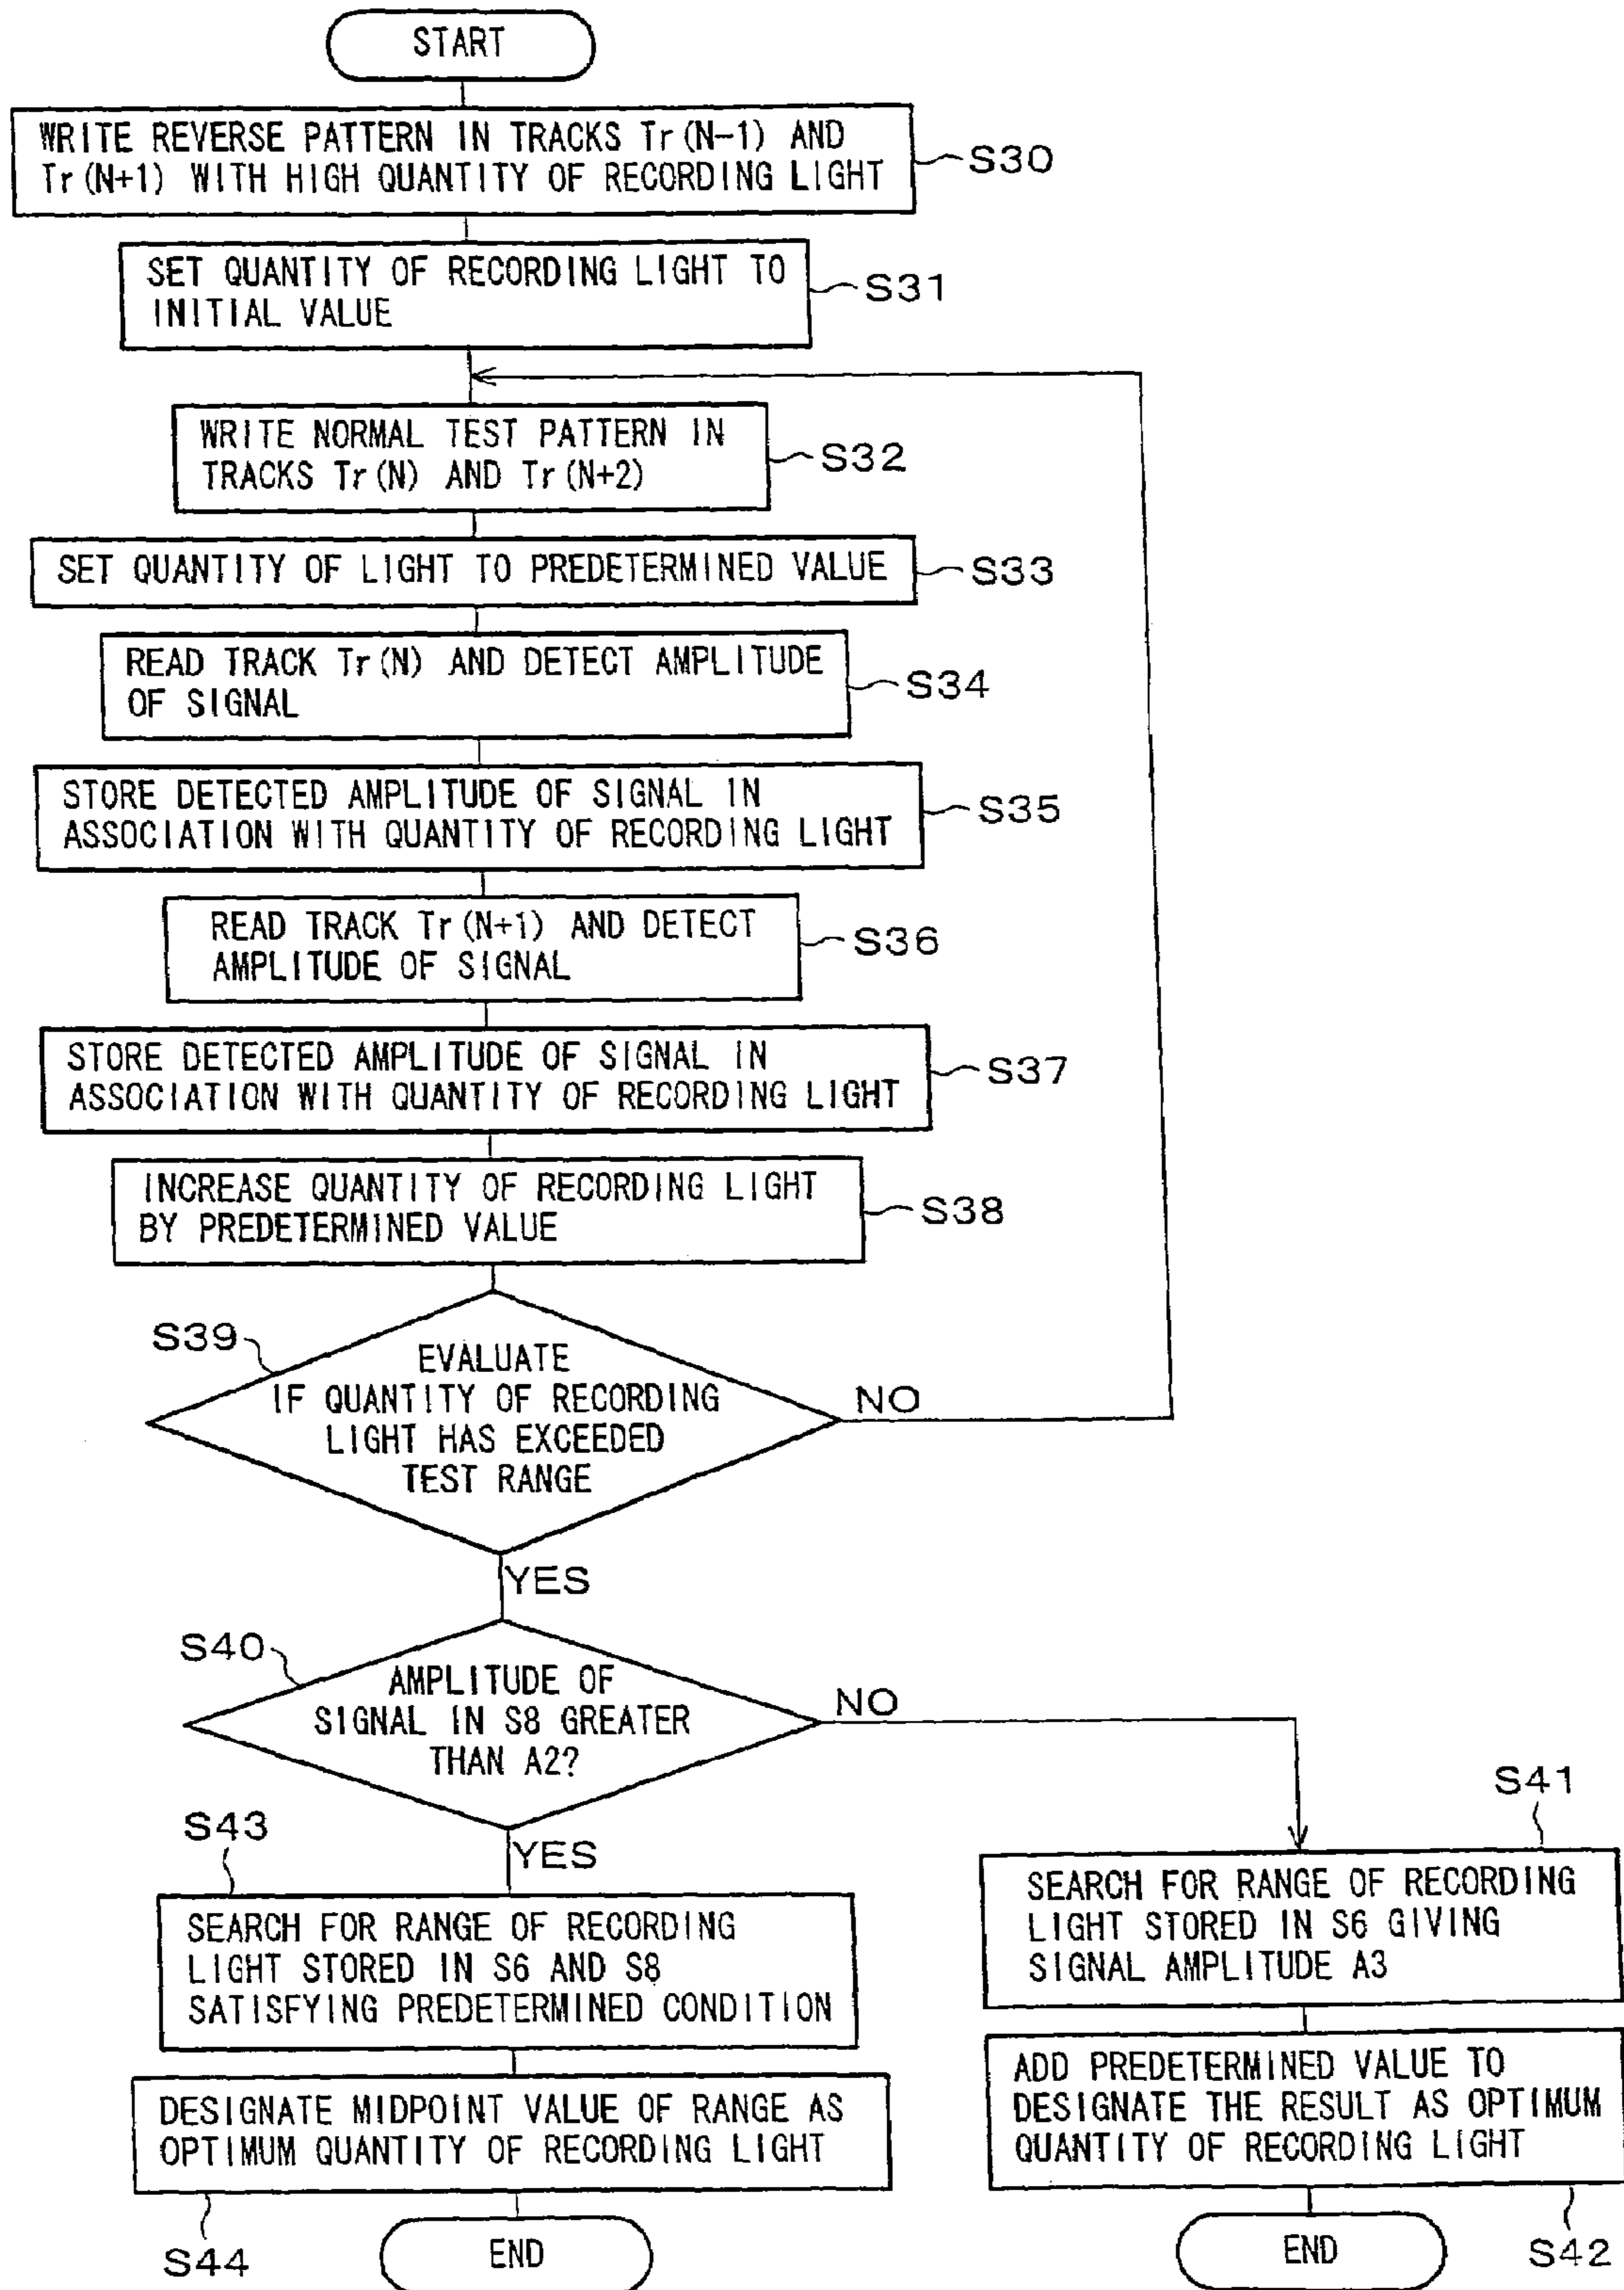 START
WRITE REVERSE PATTERN IN TRACKS Tr(N-1) AND
Tr(N+1) WITH HIGH QUANTITY OF RECORDING LIGHT
S30
SET QUANTITY OF RECORDING LIGHT TO
INITIAL VALUE
S31
WRITE NORMAL TEST PATTERN IN
TRACKS Tr(N) AND Tr(N+2)
S32
SET QUANTITY OF LIGHT TO PREDETERMINED VALUE
S33
READ TRACK Tr(N) AND DETECT AMPLITUDE
OF SIGNAL
S34
STORE DETECTED AMPLITUDE OF SIGNAL IN
ASSOCIATION WITH QUANTITY OF RECORDING LIGHT
S35
READ TRACK Tr(N+1) AND DETECT
AMPLITUDE OF SIGNAL
S36
STORE DETECTED AMPLITUDE OF SIGNAL IN
ASSOCIATION WITH QUANTITY OF RECORDING LIGHT
S37
INCREASE QUANTITY OF RECORDING LIGHT
BY PREDETERMINED VALUE
S38
S39
EVALUATE
IF QUANTITY OF RECORDING
LIGHT HAS EXCEEDED
TEST RANGE
NO
YES
S40
AMPLITUDE OF
SIGNAL IN S8 GREATER
THAN A2?
NO
YES
S43
SEARCH FOR RANGE OF RECORDING
LIGHT STORED IN S6 AND S8
SATISFYING PREDETERMINED CONDITION
DESIGNATE MIDPOINT VALUE OF RANGE AS
OPTIMUM QUANTITY OF RECORDING LIGHT
S44
END
S41
SEARCH FOR RANGE OF RECORDING
LIGHT STORED IN S6 GIVING
SIGNAL AMPLITUDE A3
ADD PREDETERMINED VALUE TO
DESIGNATE THE RESULT AS OPTIMUM
QUANTITY OF RECORDING LIGHT
S42
END